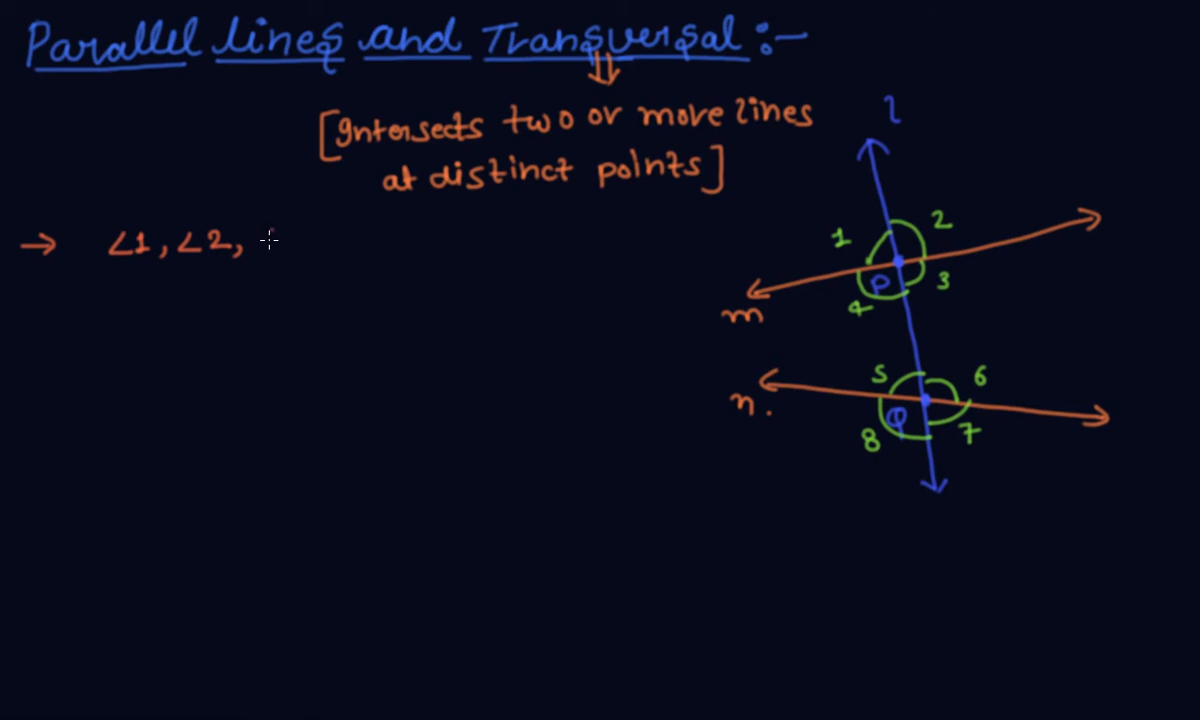 Parallel lines and Transversal :-
[Intersects two or more lines
at distinct points]
→ ∠1, ∠2,
l
1
2
P
3
4
m
5
6
n.
Q
8
7